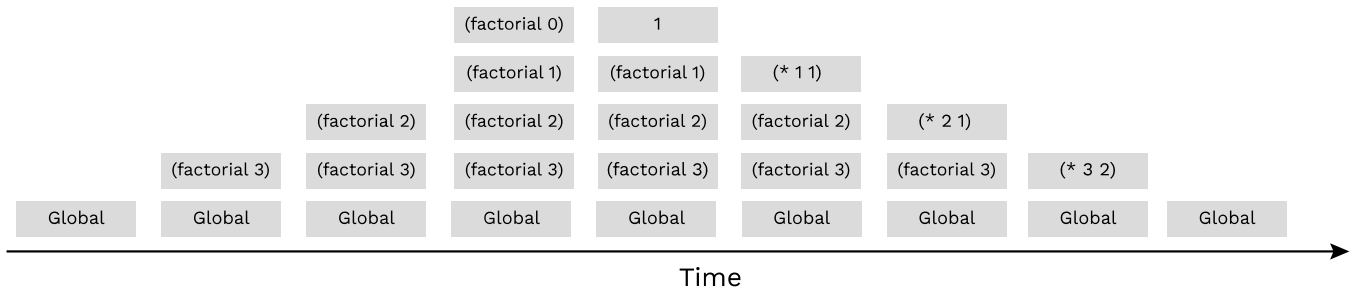 (factorial 0) 1
(factorial 1) (factorial 1) (* 1 1)
(factorial 2) (factorial 2) (factorial 2) (factorial 2) (* 2 1)
(factorial 3) (factorial 3) (factorial 3) (factorial 3) (factorial 3) (factorial 3) (* 3 2)
Global Global Global Global Global Global Global Global Global
Time